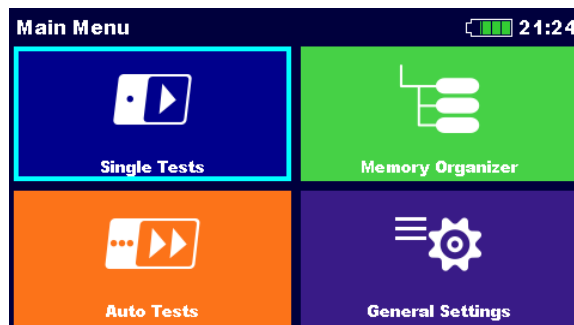 Main Menu 21:24
Single Tests Memory Organizer
Auto Tests General Settings